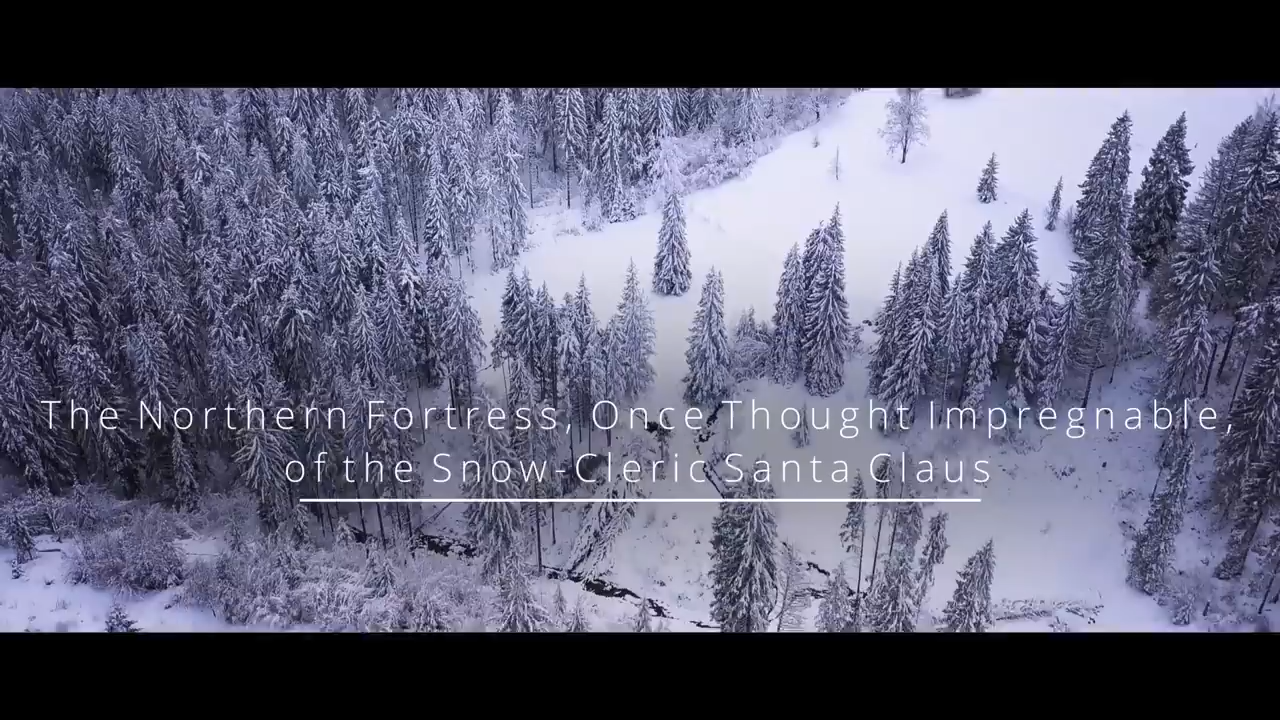 The Northern Fortress, Once Thought Impregnable,
of the Snow-Cleric Santa Claus